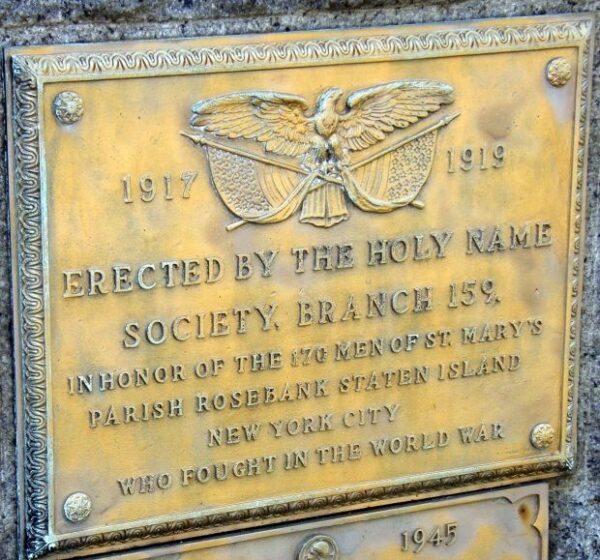 1917 1919
ERECTED BY THE HOLY NAME
SOCIETY, BRANCH 159,
IN HONOR OF THE 170 MEN OF ST. MARY'S
PARISH ROSEBANK STATEN ISLAND
NEW YORK CITY
WHO FOUGHT IN THE WORLD WAR
1945